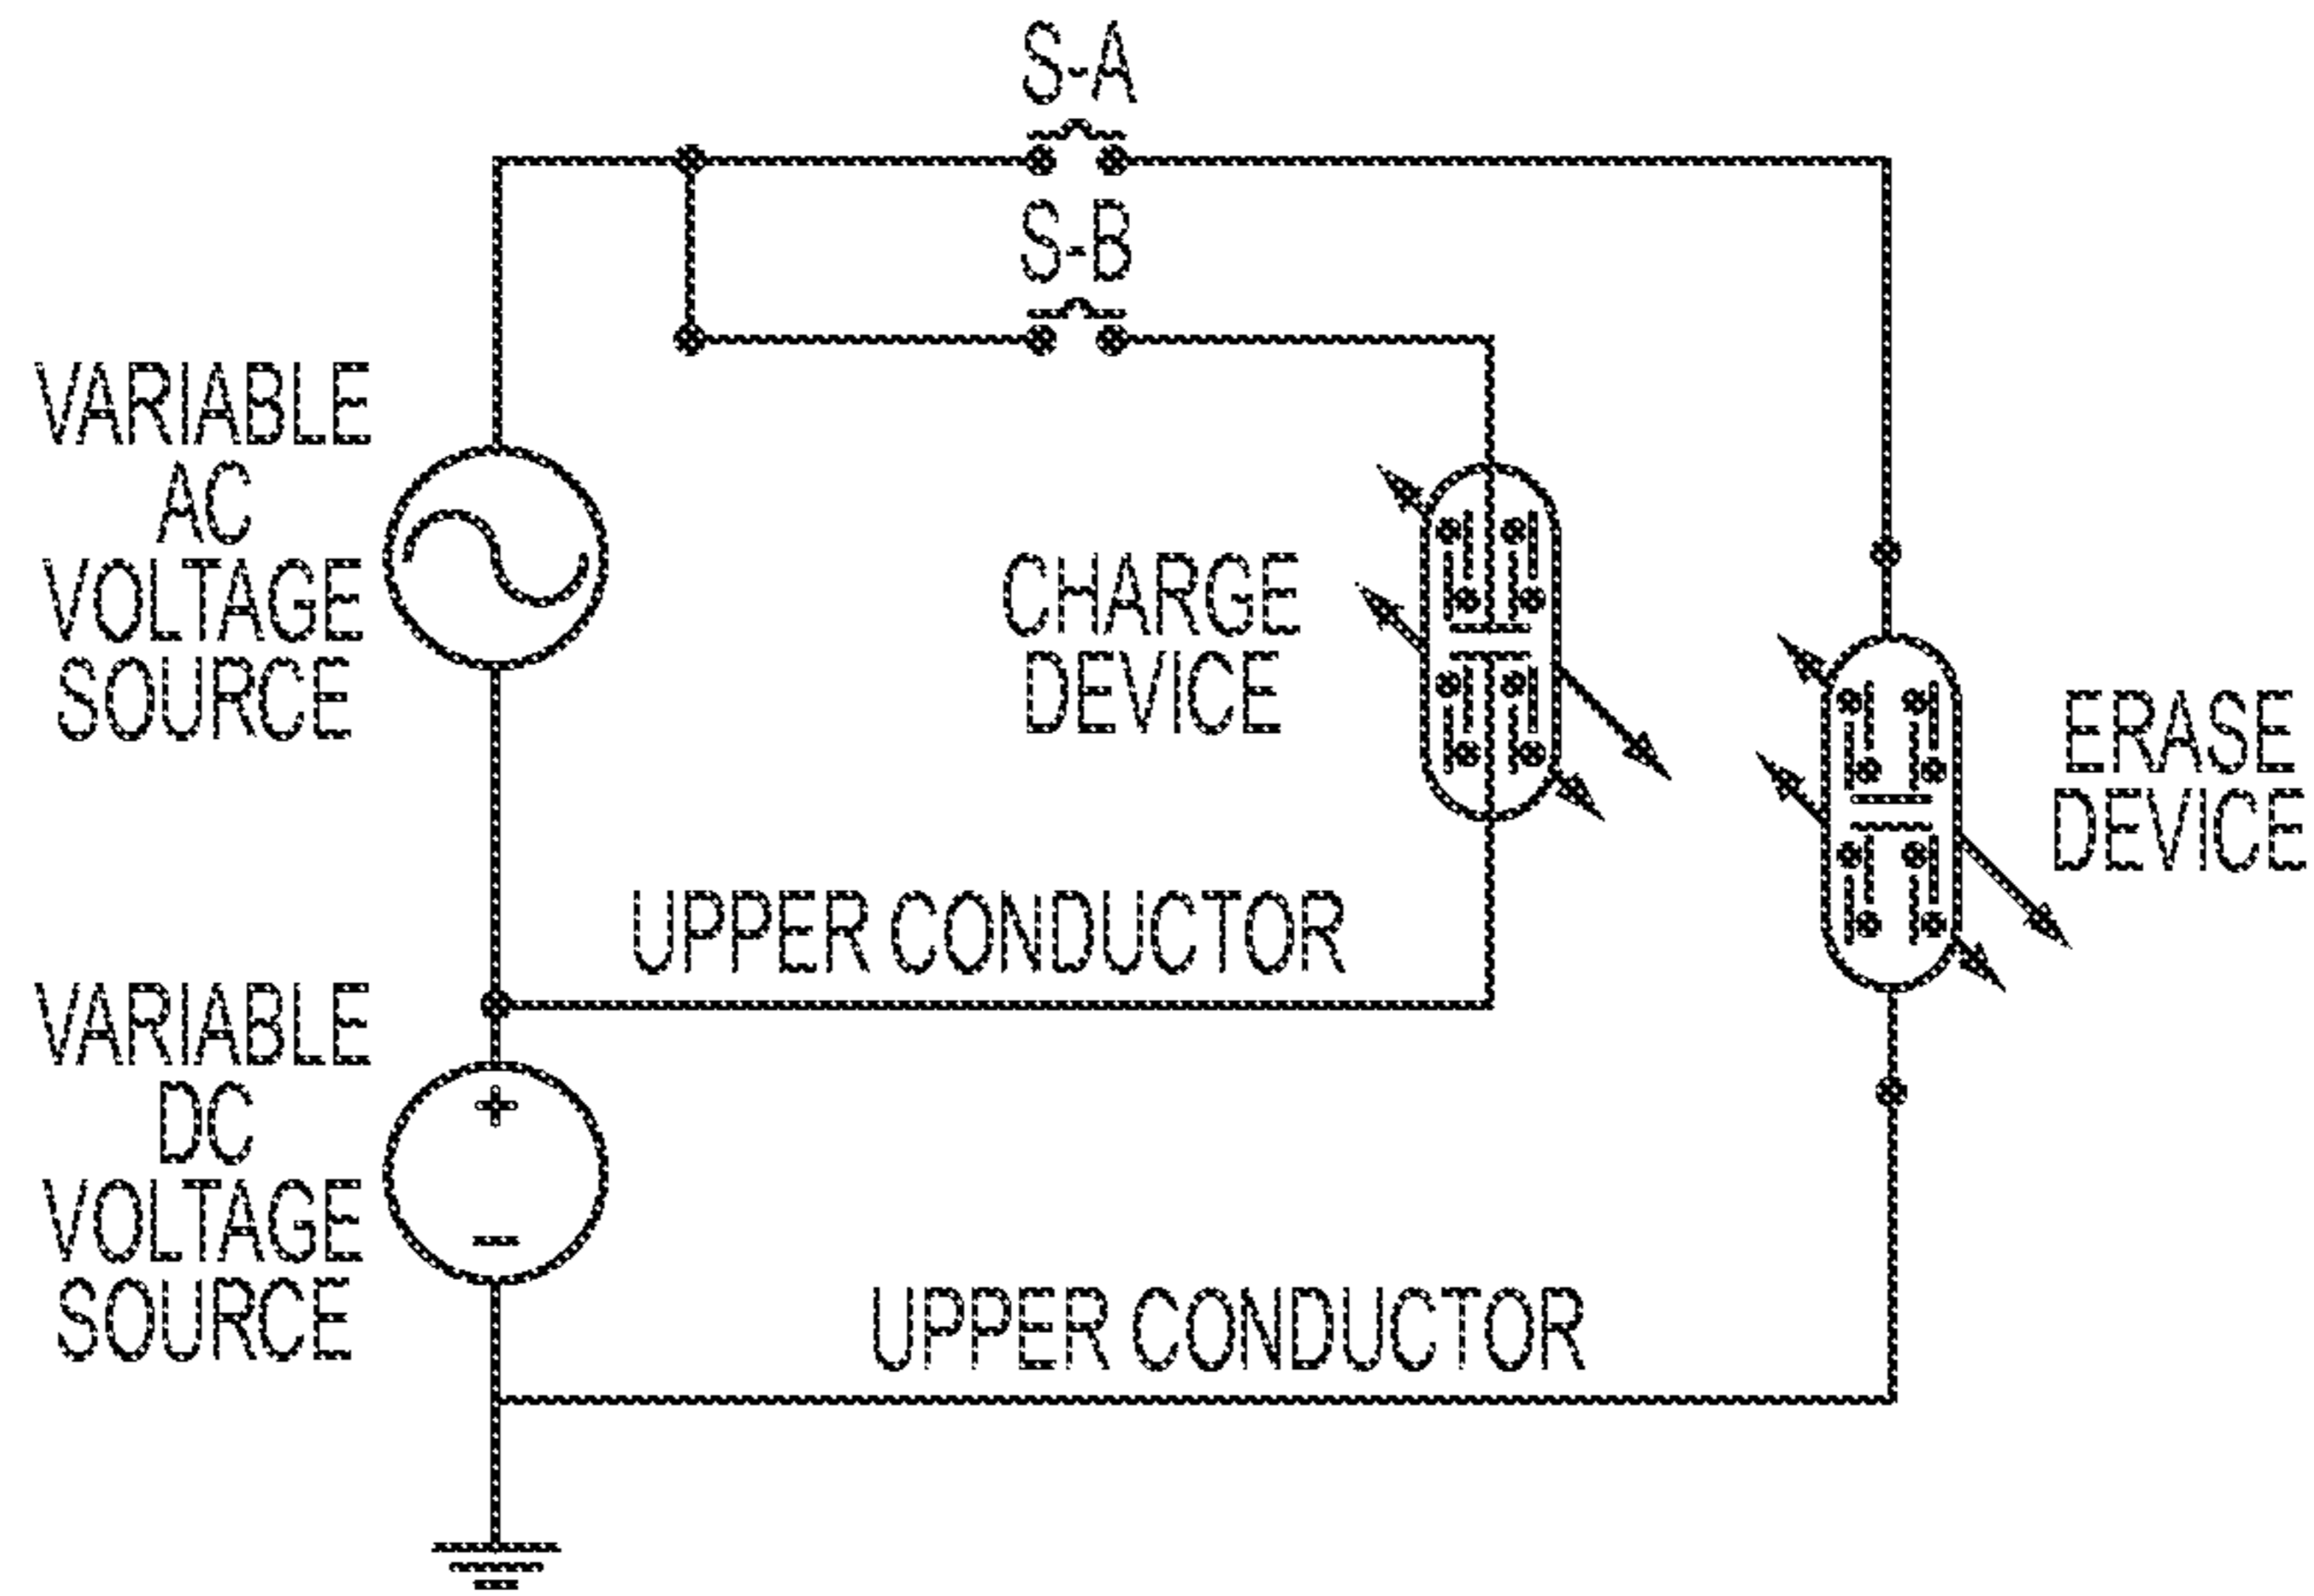 S-A
S-B
VARIABLE
AC
VOLTAGE
SOURCE
CHARGE
DEVICE
ERASE
DEVICE
UPPER CONDUCTOR
VARIABLE
DC
VOLTAGE
SOURCE
+
−
UPPER CONDUCTOR